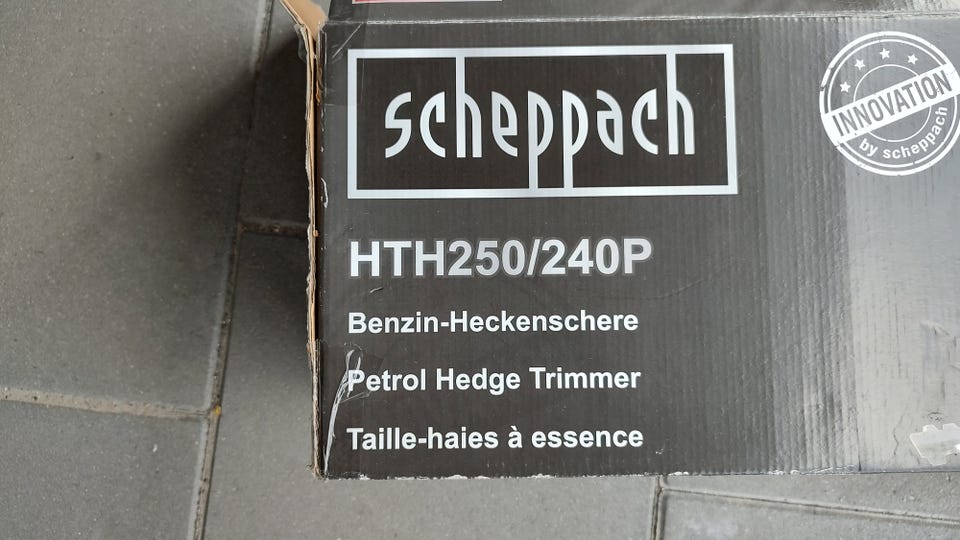 scheppach
INNOVATION
by scheppach
HTH250/240P
Benzin-Heckenschere
Petrol Hedge Trimmer
Taille-haies à essence